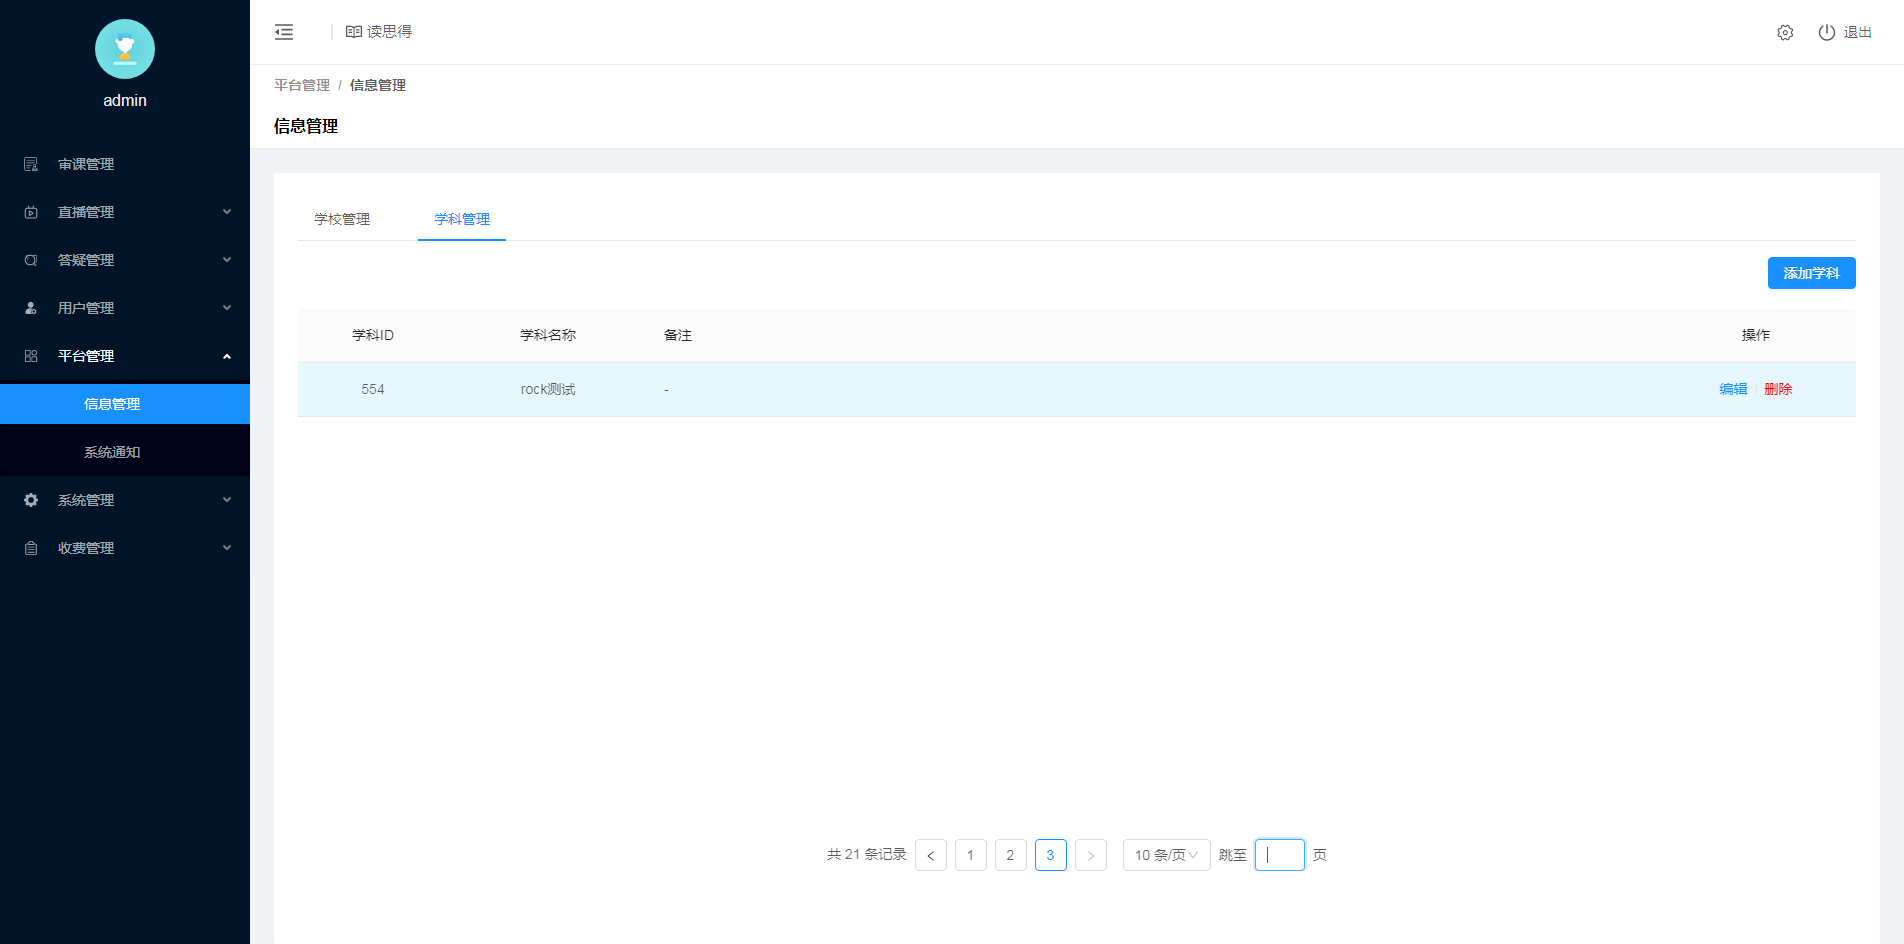 admin
审课管理
直播管理
答疑管理
用户管理
平台管理
信息管理
系统通知
系统管理
收费管理
读思得
退出
平台管理 / 信息管理
信息管理
学校管理 学科管理
添加学科
学科ID 学科名称 备注 操作
554 rock测试 - 编辑 删除
共 21 条记录 < 1 2 3 > 10 条/页 跳至 页